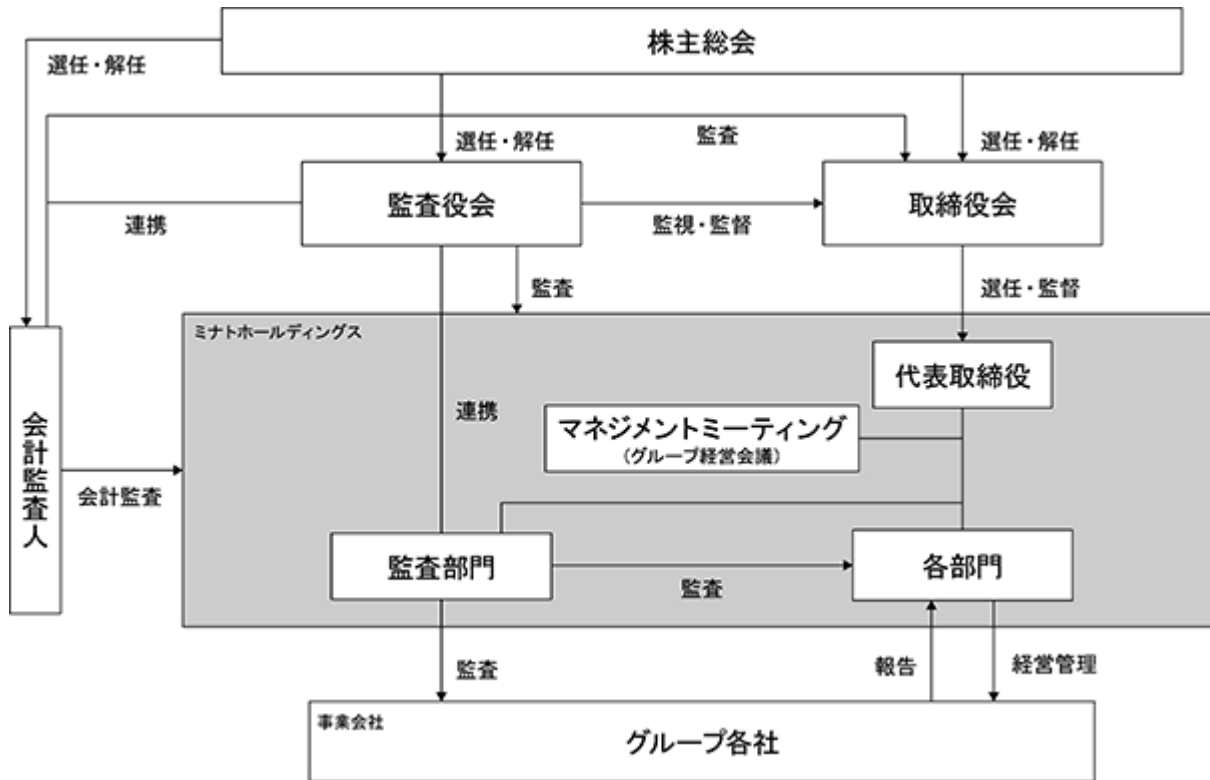 株主総会
選任・解任
選任・解任
監査
選任・解任
監査役会
取締役会
連携
監視・監督
監査
選任・監督
ミナトホールディングス
代表取締役
連携
マネジメントミーティング
（グループ経営会議）
会計監査人
会計監査
監査部門
各部門
監査
監査
報告
経営管理
事業会社
グループ各社